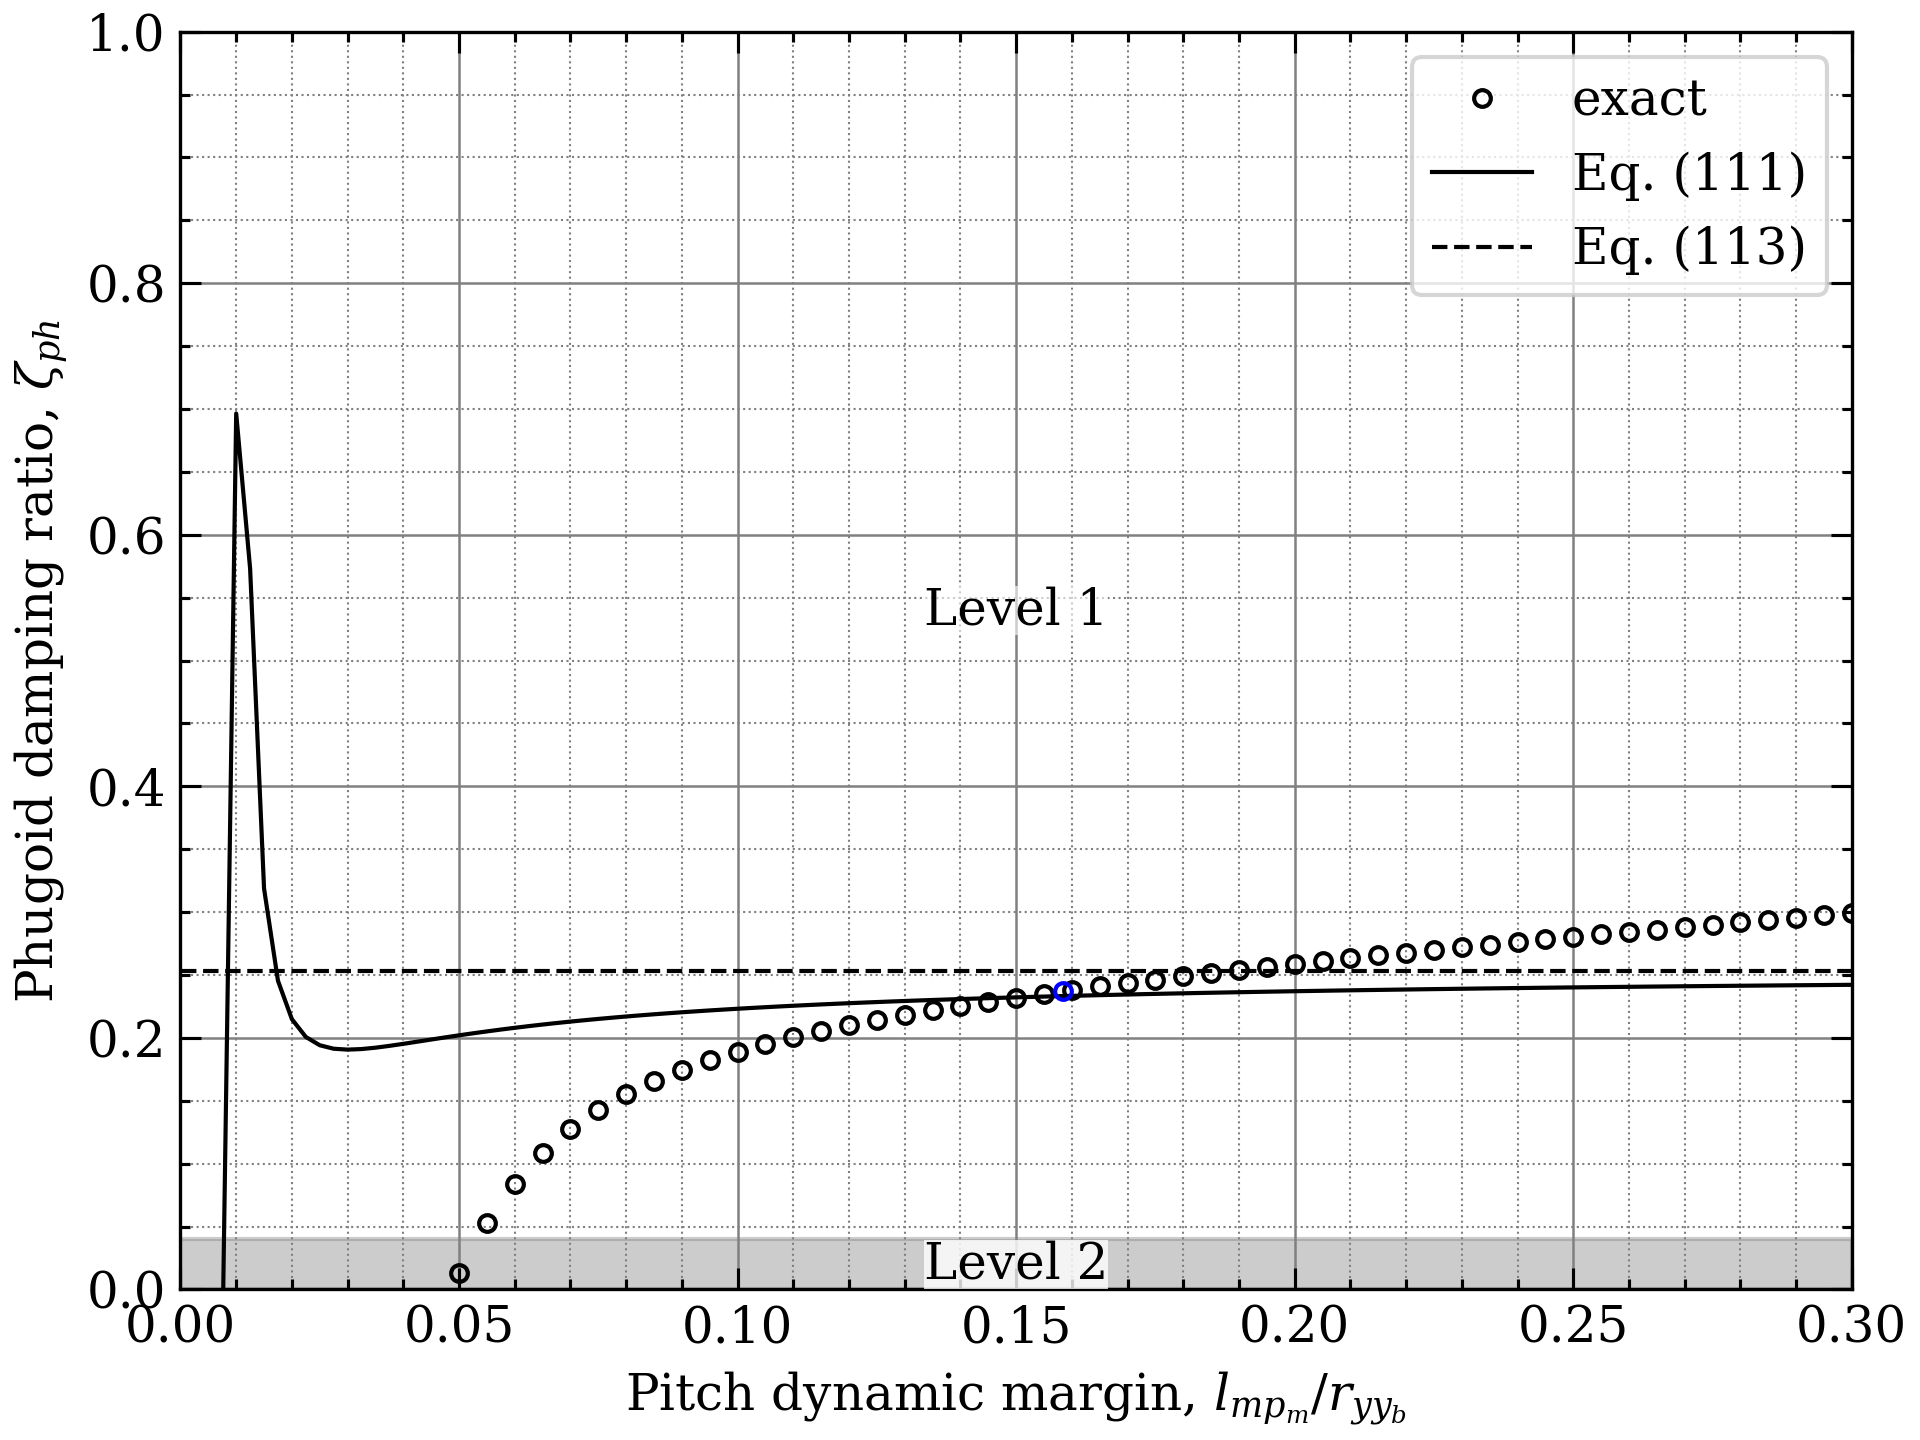 1.0
0.8
0.6
0.4
0.2
0.0
Phugoid damping ratio, ζph
exact
Eq. (111)
Eq. (113)
Level 1
Level 2
0.00 0.05 0.10 0.15 0.20 0.25 0.30
Pitch dynamic margin, lmpm/ryyb